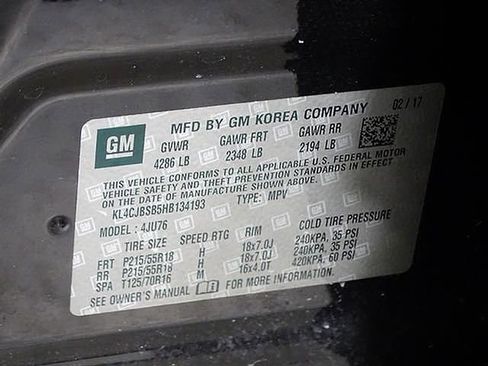 GM
MFD BY GM KOREA COMPANY 02/17
GVWR GAWR FRT GAWR RR
4286 LB 2348 LB 2194 LB
THIS VEHICLE CONFORMS TO ALL APPLICABLE U.S. FEDERAL MOTOR
VEHICLE SAFETY AND THEFT PREVENTION STANDARDS IN EFFECT
ON THE DATE OF MANUFACTURE SHOWN ABOVE.
KL4CJBSB5HB134193 TYPE: MPV
MODEL : 4JU76
TIRE SIZE SPEED RTG RIM COLD TIRE PRESSURE
FRT P215/55R18 H 18x7.0J 240KPA, 35 PSI
RR P215/55R18 H 18x7.0J 240KPA, 35 PSI
SPA T125/70R16 M 16x4.0T 420KPA, 60 PSI
SEE OWNER'S MANUAL FOR MORE INFORMATION.